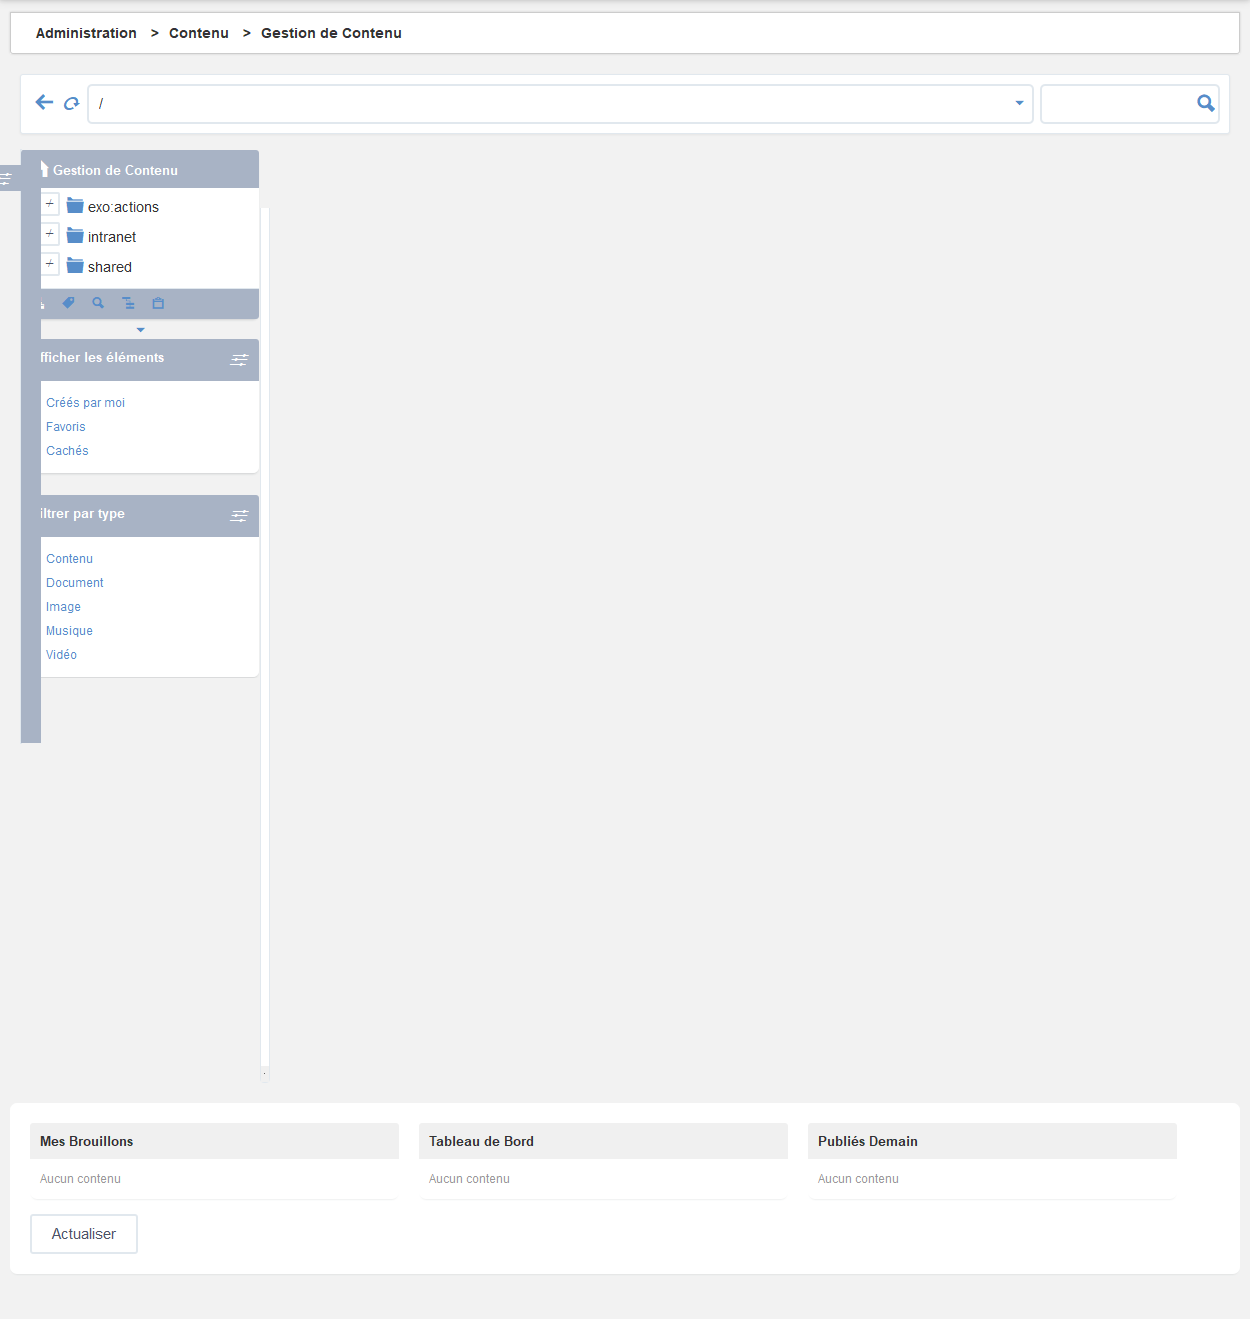 Administration > Contenu > Gestion de Contenu
/
Gestion de Contenu
exo:actions
intranet
shared
fficher les éléments
Créés par moi
Favoris
Cachés
iltrer par type
Contenu
Document
Image
Musique
Vidéo
Mes Brouillons
Aucun contenu
Tableau de Bord
Aucun contenu
Publiés Demain
Aucun contenu
Actualiser